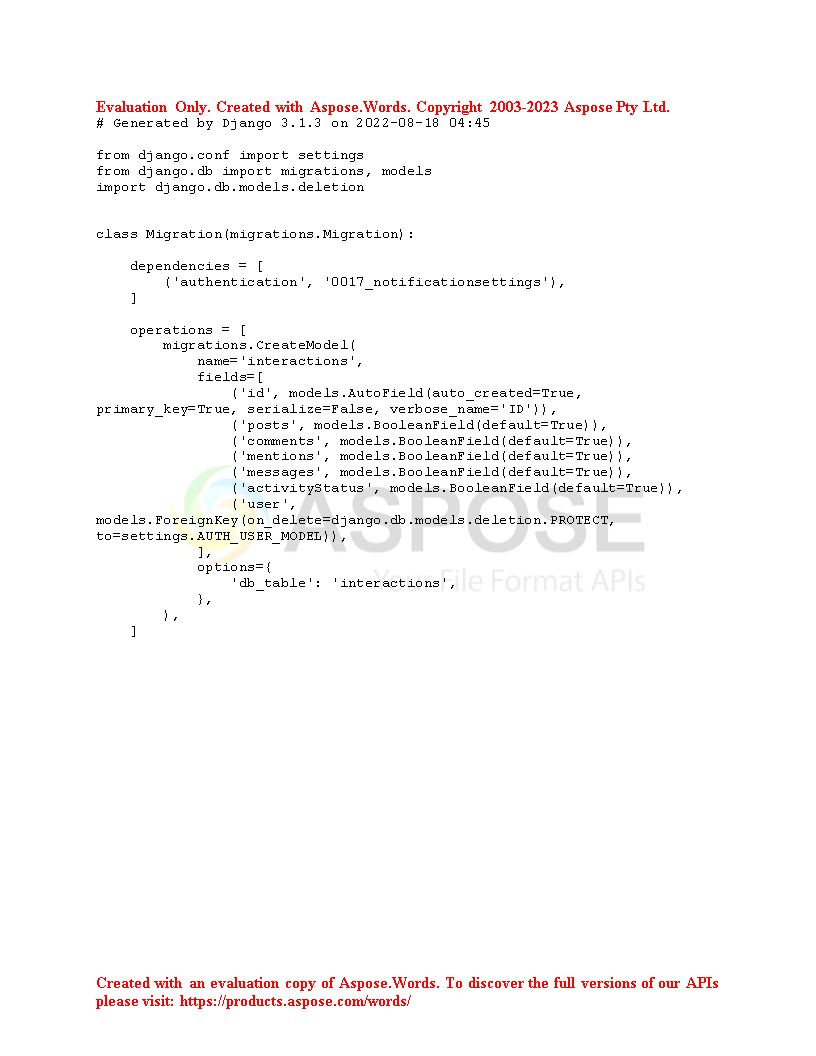 Evaluation Only. Created with Aspose.Words. Copyright 2003-2023 Aspose Pty Ltd.
# Generated by Django 3.1.3 on 2022-08-18 04:45

from django.conf import settings
from django.db import migrations, models
import django.db.models.deletion


class Migration(migrations.Migration):

    dependencies = [
        ('authentication', '0017_notificationsettings'),
    ]

    operations = [
        migrations.CreateModel(
            name='interactions',
            fields=[
                ('id', models.AutoField(auto_created=True,
primary_key=True, serialize=False, verbose_name='ID')),
                ('posts', models.BooleanField(default=True)),
                ('comments', models.BooleanField(default=True)),
                ('mentions', models.BooleanField(default=True)),
                ('messages', models.BooleanField(default=True)),
                ('activityStatus', models.BooleanField(default=True)),
                ('user',
models.ForeignKey(on_delete=django.db.models.deletion.PROTECT,
to=settings.AUTH_USER_MODEL)),
            ],
            options={
                'db_table': 'interactions',
            },
        ),
    ]
ASPOSE
Your File Format APIs
Created with an evaluation copy of Aspose.Words. To discover the full versions of our APIs
please visit: https://products.aspose.com/words/